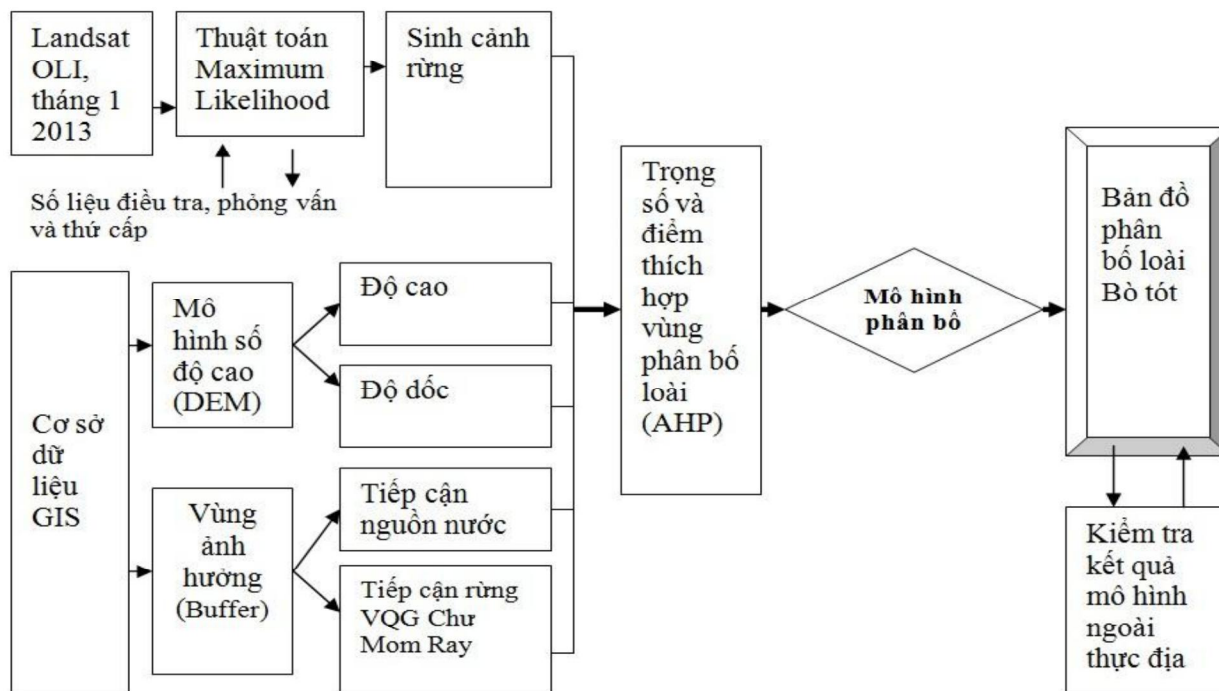 Landsat
OLI,
tháng 1
2013
Thuật toán
Maximum
Likelihood
Sinh cảnh
rừng
Số liệu điều tra, phỏng vấn
và thứ cấp
Cơ sở
dữ
liệu
GIS
Mô
hình số
độ cao
(DEM)
Độ cao
Độ dốc
Vùng
ảnh
hưởng
(Buffer)
Tiếp cận
nguồn nước
Tiếp cận rừng
VQG Chư
Mom Ray
Trọng
số và
điểm
thích
hợp
vùng
phân bố
loài
(AHP)
Mô hình
phân bố
Bản đồ
phân
bố loài
Bò tót
Kiểm tra
kết quả
mô hình
ngoài
thực địa